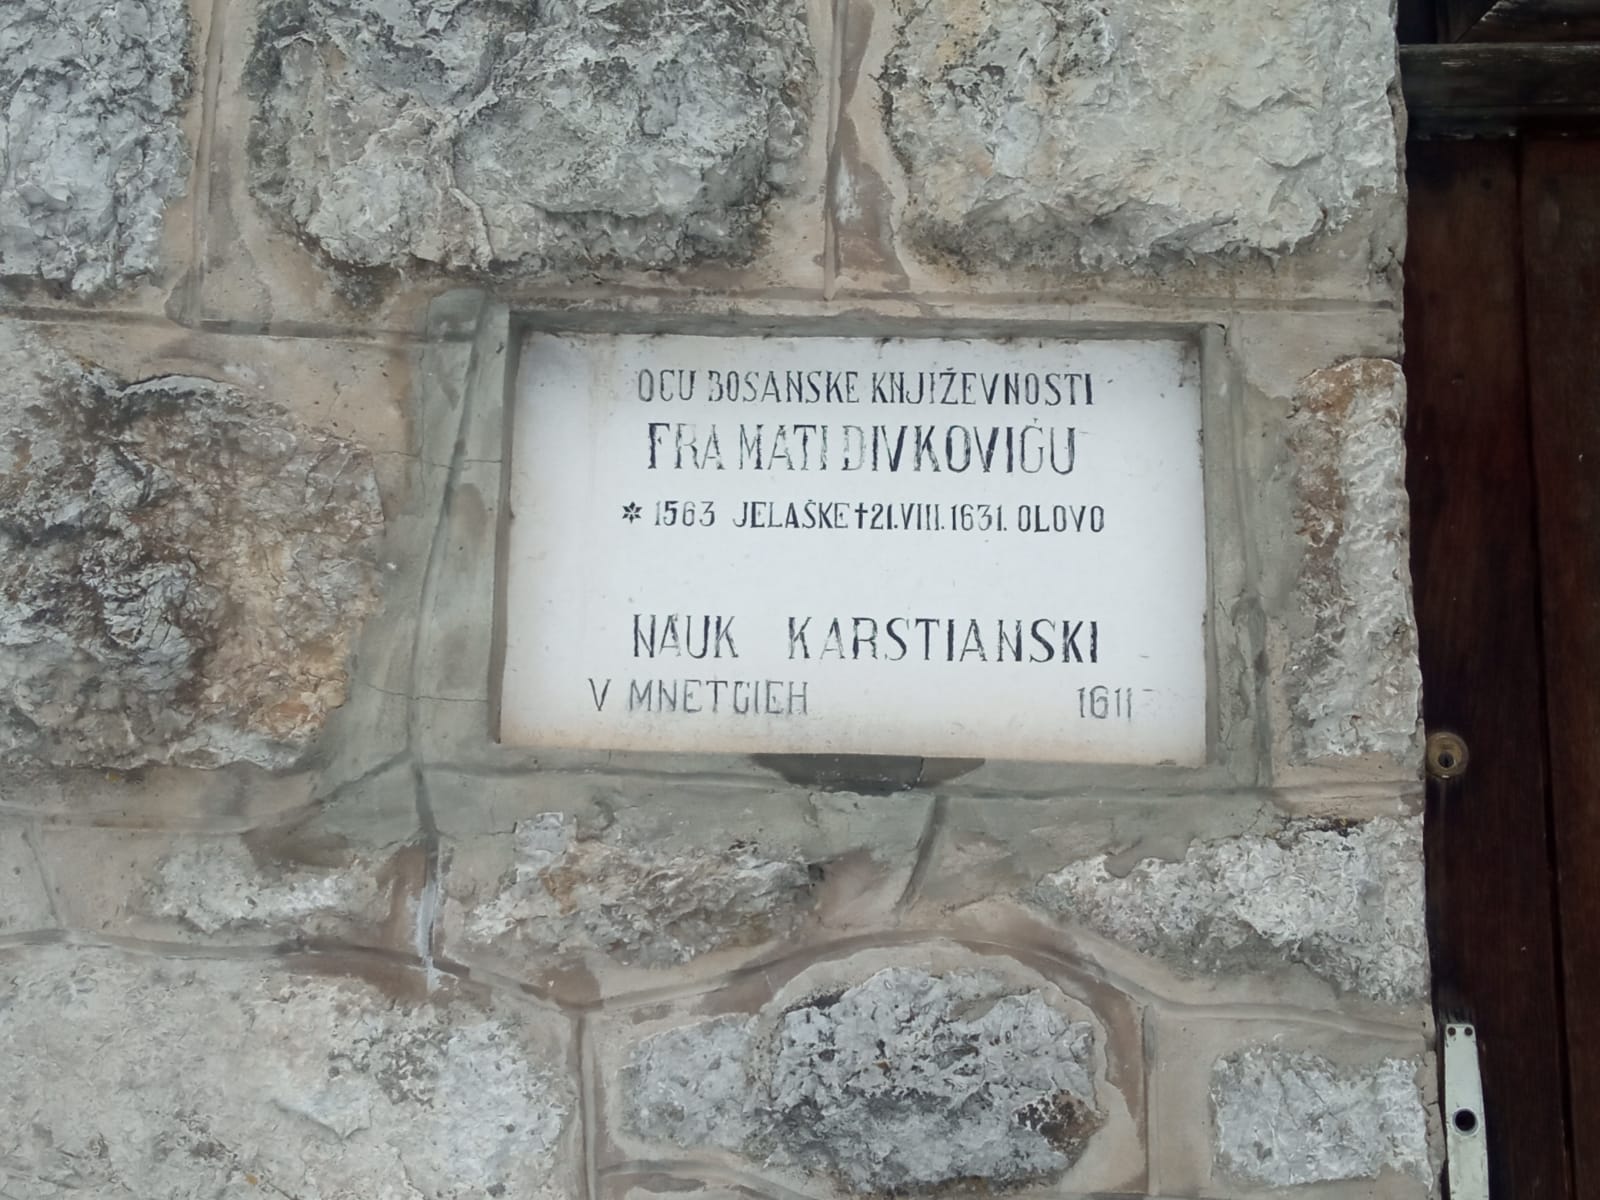 OCU BOSANSKE KNJIŽEVNOSTI
FRA MATI DIVKOVIĆU
* 1563 JELAŠKE † 21. VIII. 1631. OLOVO
NAUK KARSTIANSKI
V MNETCIEH 1611